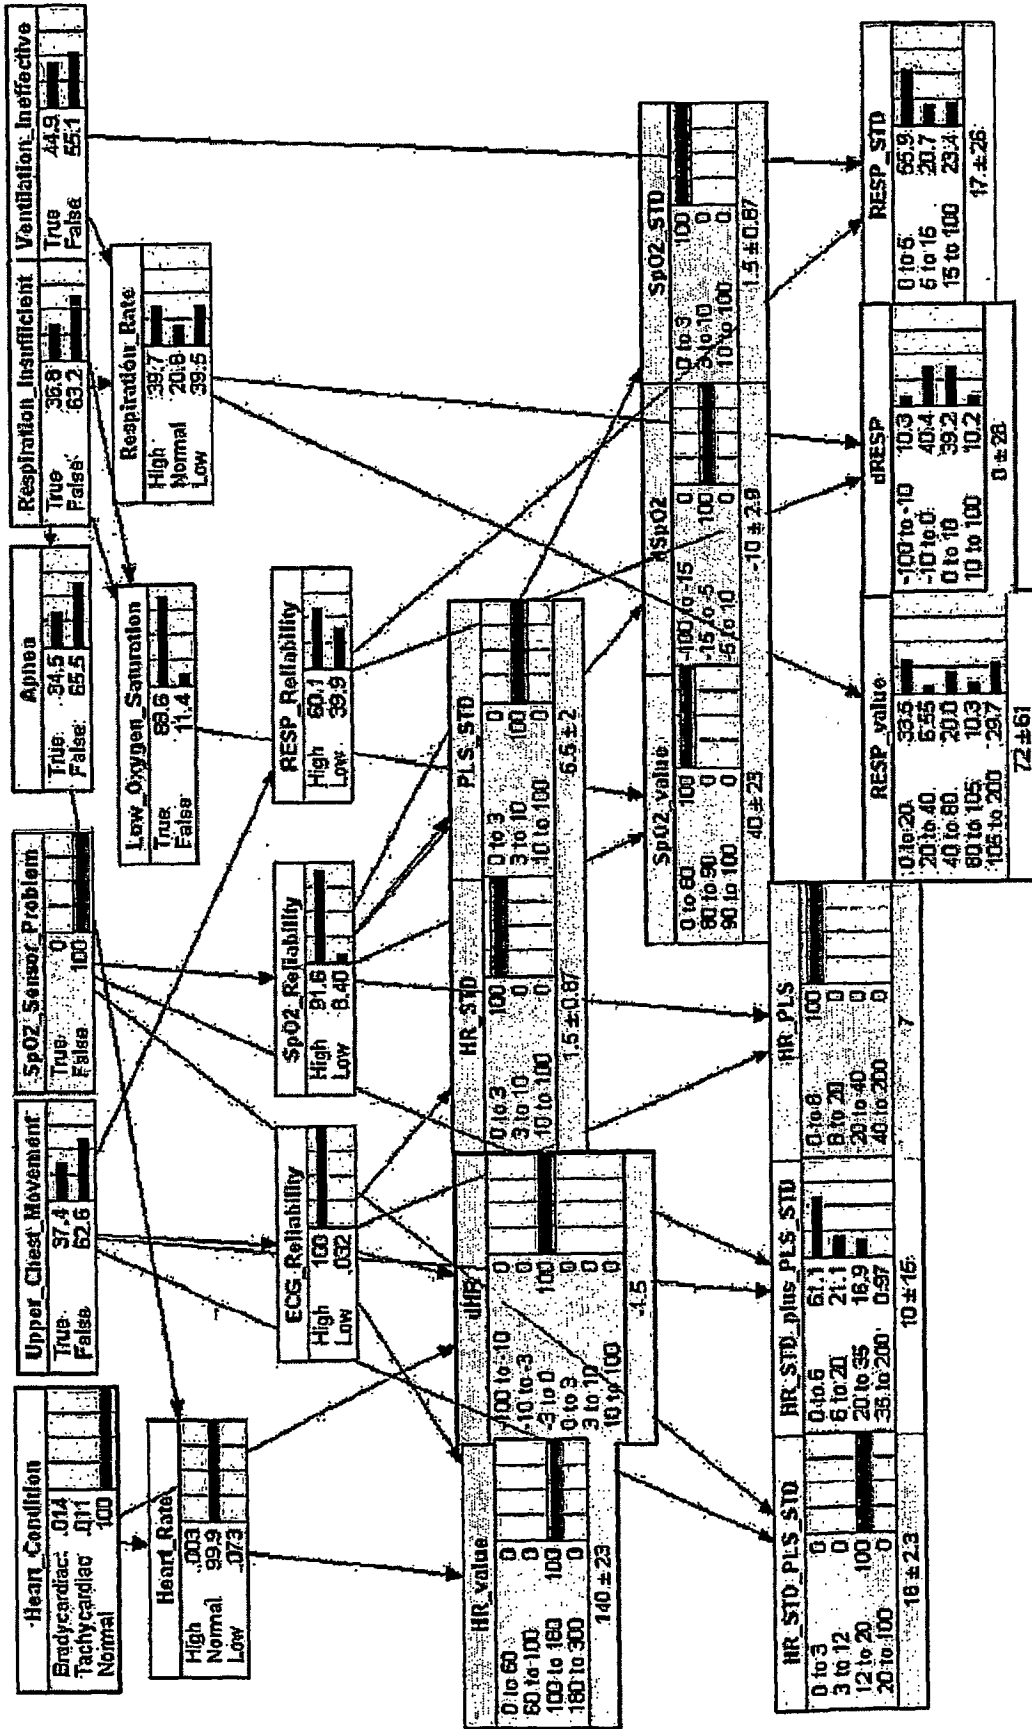 Heart_Condition
Bradycardiac .014
Tachycardiac .011
Normal 100
Upper_Chest_Movement
True 37.4
False 62.6
SpO2_Sensor_Problem
True 0
False 100
Apnea
True 34.5
False 65.5
Respiration_Insufficient
True 36.8
False 63.2
Ventilation_Ineffective
True 44.9
False 55.1
Heart_Rate
High .003
Normal 99.9
Low .073
Low_Oxygen_Saturation
True 88.6
False 11.4
Respiration_Rate
High 39.7
Normal 20.8
Low 39.5
ECG_Reliability
High 100
Low .032
SpO2_Reliability
High 91.6
Low 8.40
RESP_Reliability
High 60.1
Low 39.9
HR_value
0 to 60 0
60 to 100 0
100 to 180 100
180 to 300 0
140 ± 23
dHR
-100 to -10 0
-10 to -3 0
-3 to 0 100
0 to 3 0
3 to 10 0
10 to 100 0
HR_STD
0 to 3 100
3 to 10 0
10 to 100 0
1.5 ± 0.87
PLS_STD
0 to 3 0
3 to 10 100
10 to 100 0
6.5 ± 2
SpO2_value
0 to 80 100
80 to 90 0
90 to 100 0
40 ± 23
dSpO2
-100 to -15 0
-15 to -5 100
-5 to 10 0
-10 ± 2.9
SpO2_STD
0 to 3 100
3 to 10 0
10 to 100 0
1.5 ± 0.87
HR_STD_PLS_STD
0 to 3 0
3 to 12 0
12 to 20 100
20 to 100 0
16 ± 2.3
HR_STD_plus_PLS_STD
0 to 6 61.1
6 to 20 21.1
20 to 35 16.9
35 to 200 0.97
10 ± 15
HR_PLS
0 to 8 100
8 to 20 0
20 to 40 0
40 to 200 0
7
RESP_value
0 to 20 33.5
20 to 40 6.55
40 to 80 20.0
80 to 105 10.3
105 to 200 29.7
72 ± 61
dRESP
-100 to -10 10.3
-10 to 0 40.4
0 to 10 39.2
10 to 100 10.2
0 ± 28
RESP_STD
0 to 5 55.9
5 to 15 20.7
15 to 100 23.4
17 ± 26